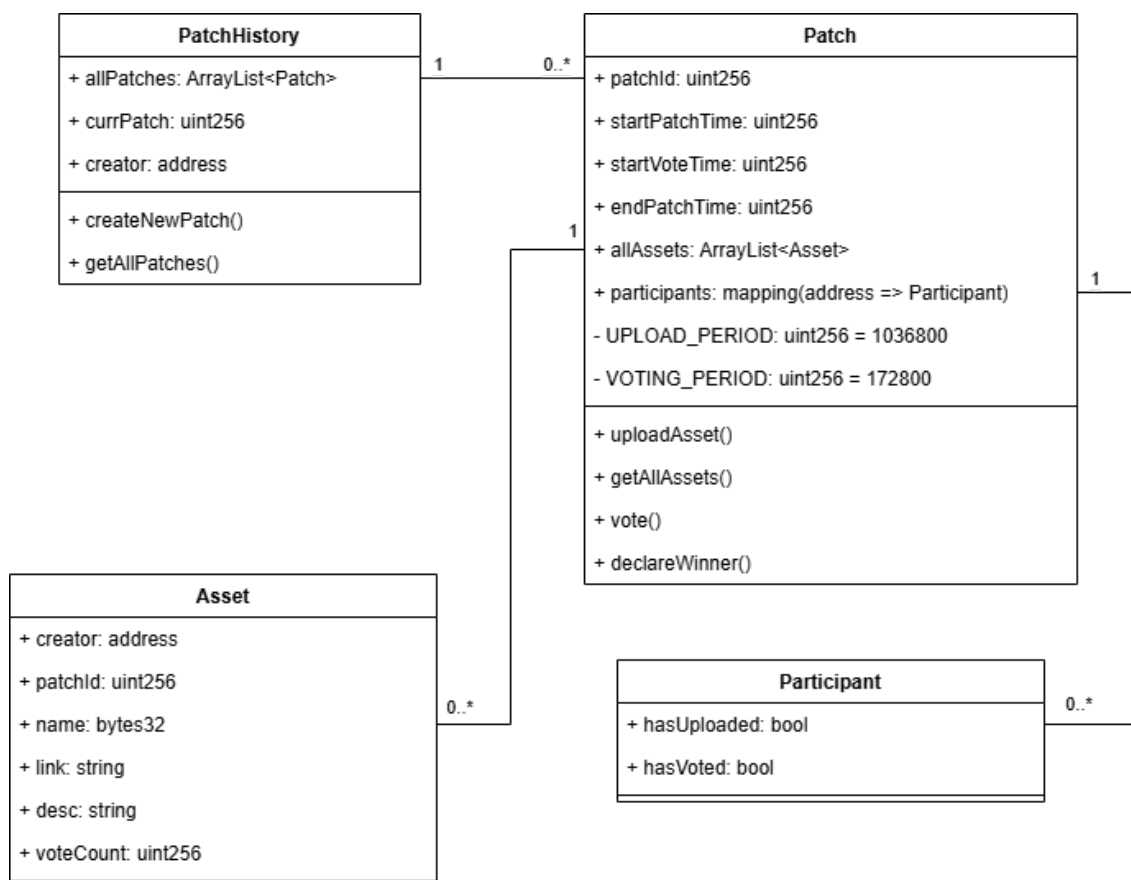 PatchHistory
+ allPatches: ArrayList<Patch>
+ currPatch: uint256
+ creator: address
+ createNewPatch()
+ getAllPatches()
1
0..*
Patch
+ patchId: uint256
+ startPatchTime: uint256
+ startVoteTime: uint256
+ endPatchTime: uint256
+ allAssets: ArrayList<Asset>
+ participants: mapping(address => Participant)
- UPLOAD_PERIOD: uint256 = 1036800
- VOTING_PERIOD: uint256 = 172800
+ uploadAsset()
+ getAllAssets()
+ vote()
+ declareWinner()
1
1
Asset
+ creator: address
+ patchId: uint256
+ name: bytes32
+ link: string
+ desc: string
+ voteCount: uint256
0..*
Participant
+ hasUploaded: bool
+ hasVoted: bool
0..*